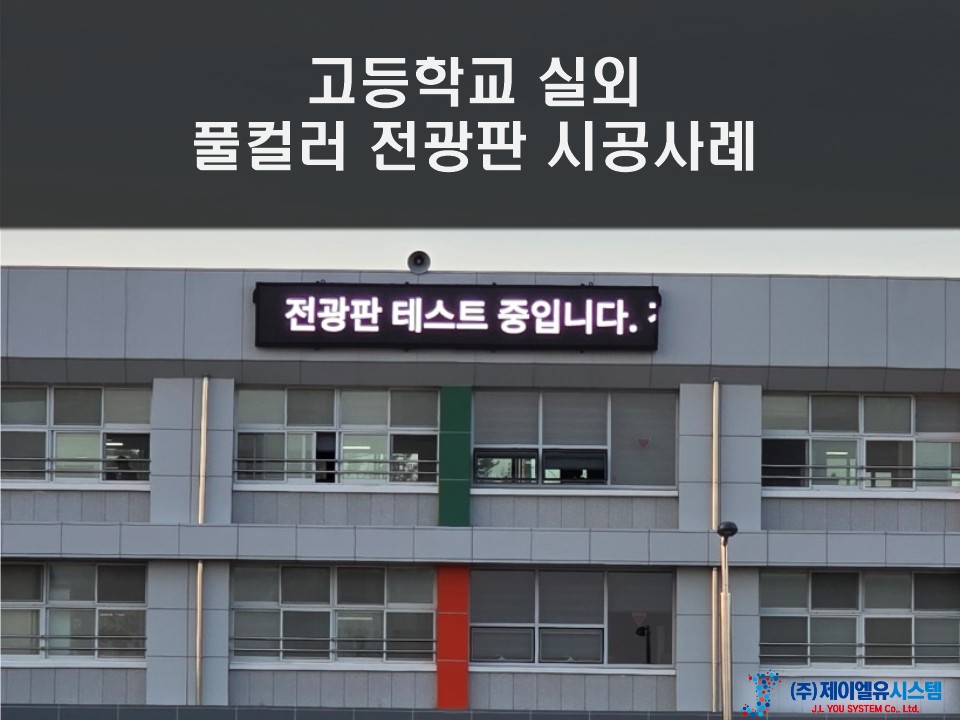 고등학교 실외
풀컬러 전광판 시공사례
전광판 테스트 중입니다.
(주)제이엘유시스템
J.L YOU SYSTEM Co,. Ltd.